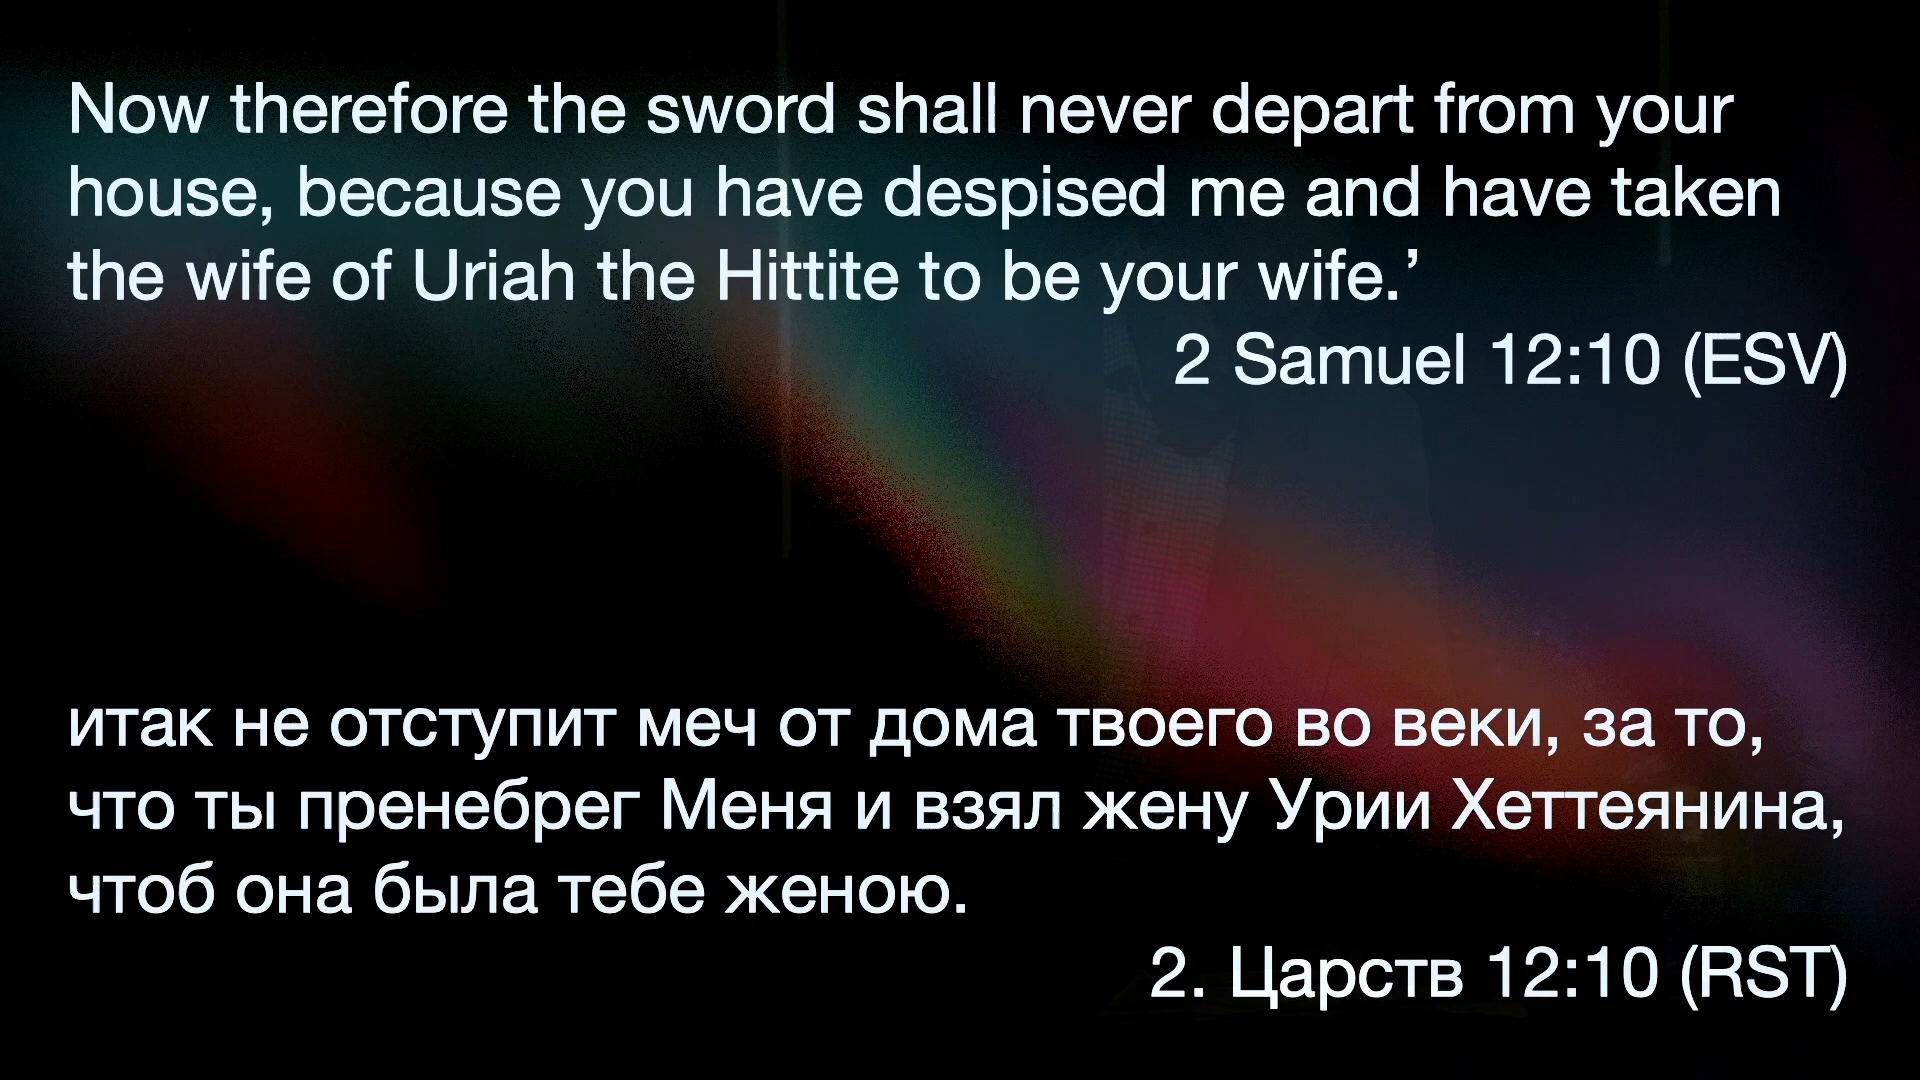 Now therefore the sword shall never depart from your
house, because you have despised me and have taken
the wife of Uriah the Hittite to be your wife.’
2 Samuel 12:10 (ESV)
итак не отступит меч от дома твоего во веки, за то,
что ты пренебрег Меня и взял жену Урии Хеттеянина,
чтоб она была тебе женою.
2. Царств 12:10 (RST)